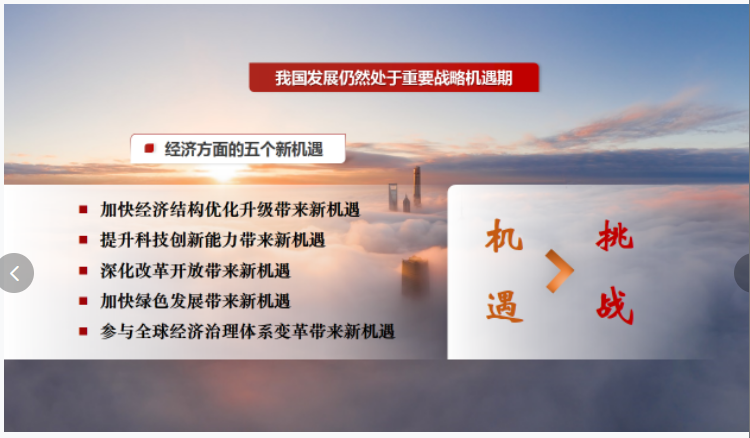 我国发展仍然处于重要战略机遇期
经济方面的五个新机遇
加快经济结构优化升级带来新机遇
提升科技创新能力带来新机遇
深化改革开放带来新机遇
加快绿色发展带来新机遇
参与全球经济治理体系变革带来新机遇
机遇
挑战